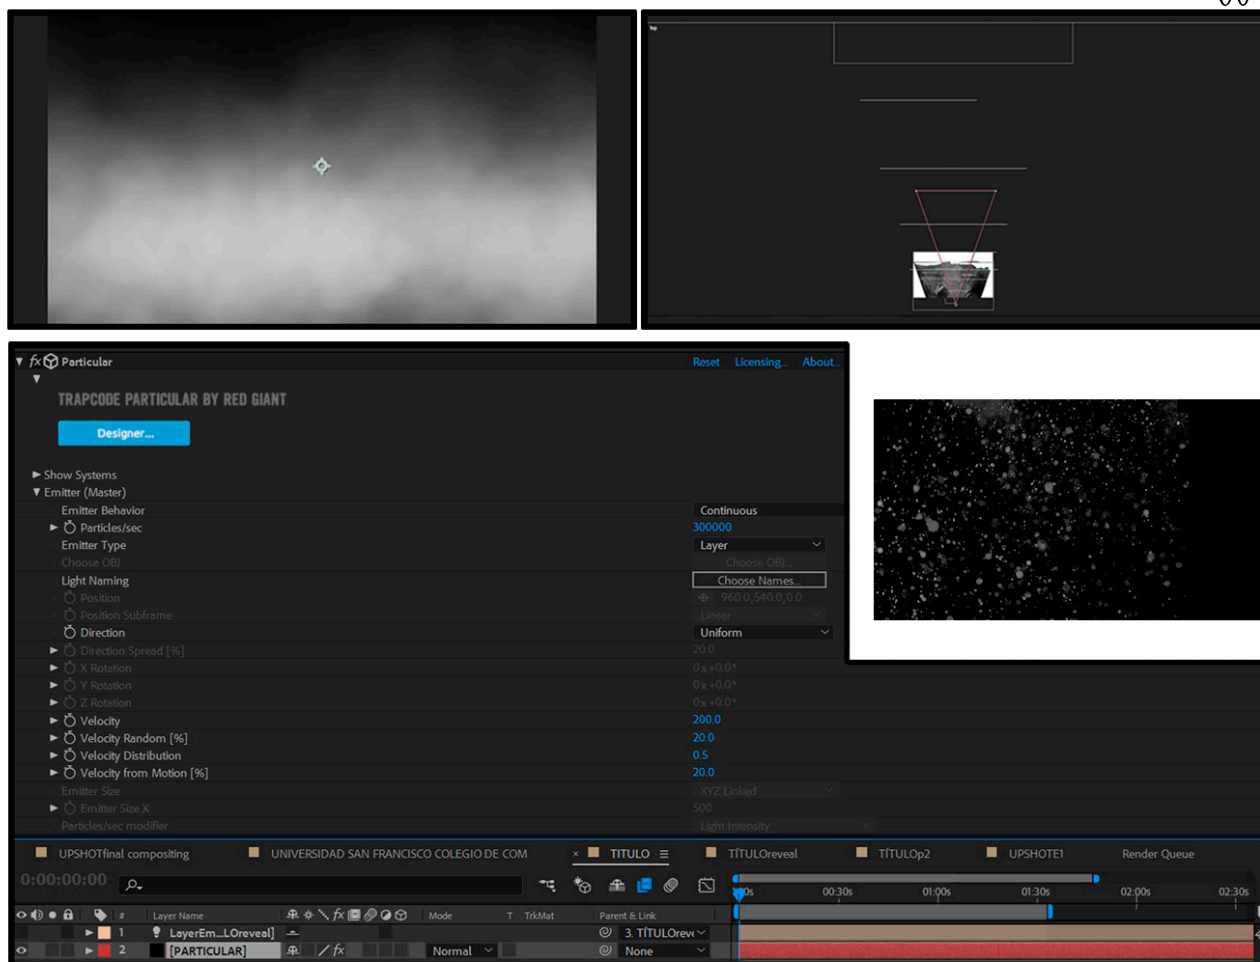 Top
fx Particular Reset Licensing... About...
TRAPCODE PARTICULAR BY RED GIANT
Designer...
Show Systems
Emitter (Master)
Emitter Behavior Continuous
Particles/sec 300000
Emitter Type Layer
Choose OBJ Choose OBJ...
Light Naming Choose Names...
Position 960.0,540.0,0.0
Position Subframe Linear
Direction Uniform
Direction Spread [%] 20.0
X Rotation 0x+0.0°
Y Rotation 0x+0.0°
Z Rotation 0x+0.0°
Velocity 200.0
Velocity Random [%] 20.0
Velocity Distribution 0.5
Velocity from Motion [%] 20.0
Emitter Size XYZ Linked
Emitter Size X 500
Particles/sec modifier Light Intensity
UPSHOTfinal compositing UNIVERSIDAD SAN FRANCISCO COLEGIO DE COM × TITULO TÍTULOreveal TÍTULOp2 UPSHOTE1 Render Queue
0:00:00:00 00:30s 01:00s 01:30s 02:00s 02:30s
# Layer Name fx Mode T TrkMat Parent & Link
1 LayerEm...LOreveal] 3. TÍTULOreve
2 [PARTICULAR] fx Normal None